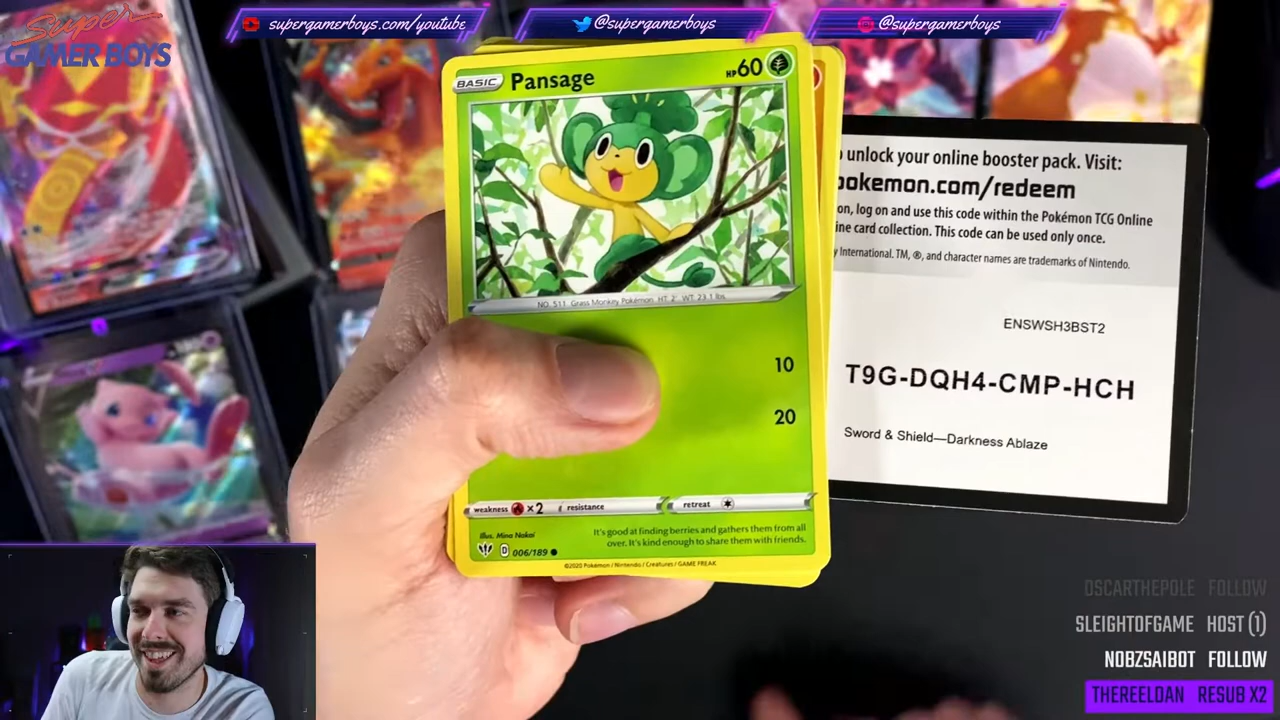 Super
GAMER BOYS
supergamerboys.com/youtube
@supergamerboys
@supergamerboys
BASIC Pansage HP60
NO. 511 Grass Monkey Pokémon HT. 2' WT. 23.1 lbs.
10
20
weakness ×2 resistance retreat
It's good at finding berries and gathers them from all
over. It's kind enough to share them with friends.
Illus. Mina Nakai
D 006/189
©2020 Pokémon / Nintendo / Creatures / GAME FREAK
unlock your online booster pack. Visit:
pokemon.com/redeem
on, log on and use this code within the Pokémon TCG Online
ine card collection. This code can be used only once.
International. TM, ®, and character names are trademarks of Nintendo.
ENSWSH3BST2
T9G-DQH4-CMP-HCH
Sword & Shield—Darkness Ablaze
OSCARTHEPOLE FOLLOW
SLEIGHTOFGAME HOST (1)
NOBZSAIBOT FOLLOW
THEREELDAN RESUB X2